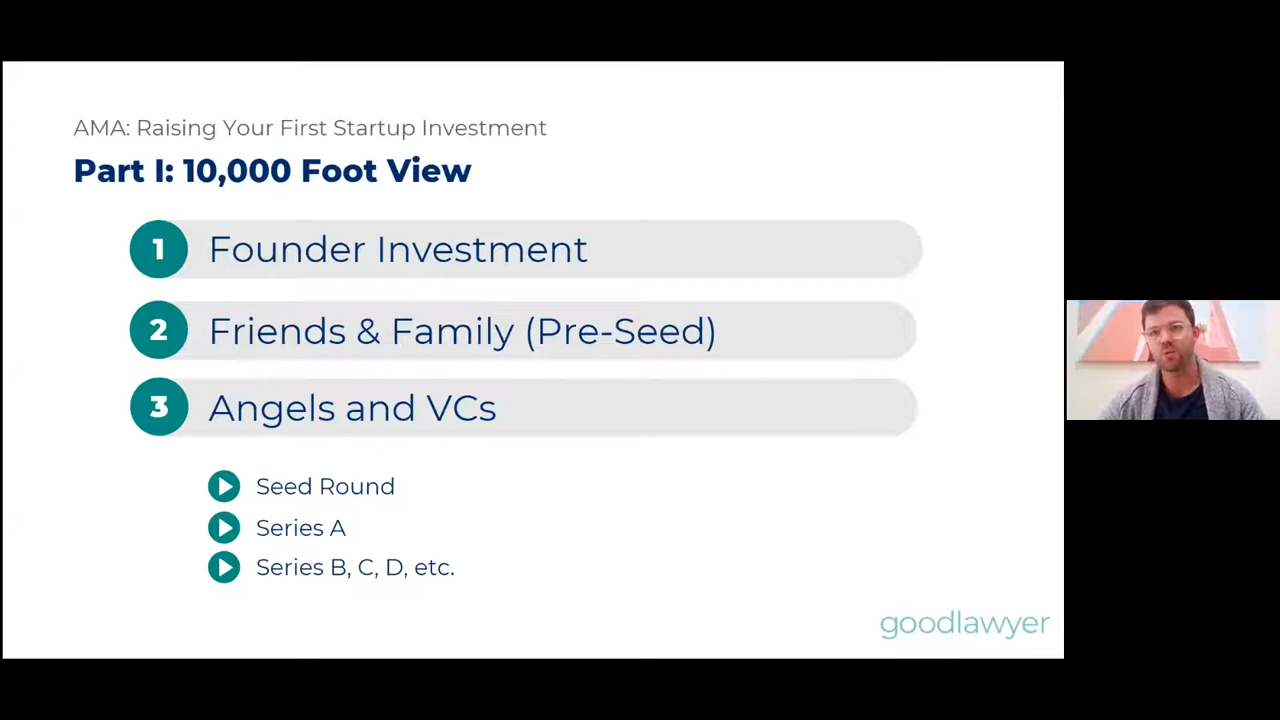 AMA: Raising Your First Startup Investment
Part I: 10,000 Foot View
1 Founder Investment
2 Friends & Family (Pre-Seed)
3 Angels and VCs
Seed Round
Series A
Series B, C, D, etc.
goodlawyer